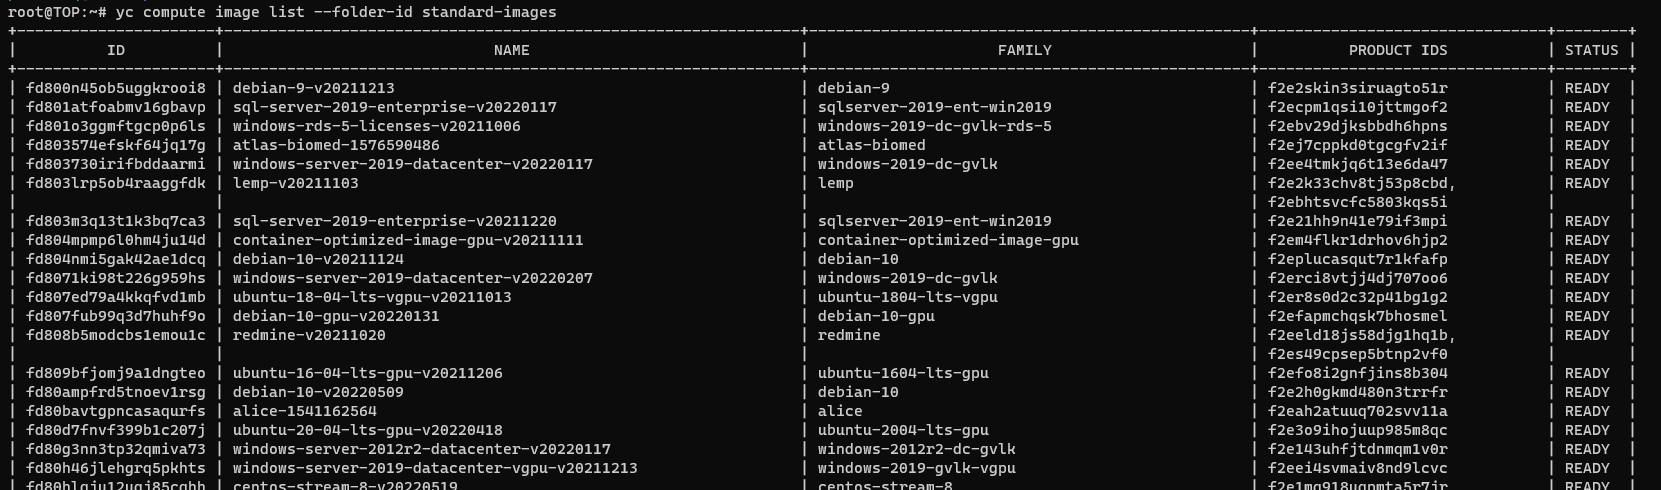 root@TOP:~# yc compute image list --folder-id standard-images
+----------------------+----------------------------------------------------------------+-------------------------------------------------+--------------------------------+--------+
| ID | NAME | FAMILY | PRODUCT IDS | STATUS |
+----------------------+----------------------------------------------------------------+-------------------------------------------------+--------------------------------+--------+
| fd800n45ob5uggkrooi8 | debian-9-v20211213 | debian-9 | f2e2skin3siruagto51r | READY |
| fd801atfoabmv16gbavp | sql-server-2019-enterprise-v20220117 | sqlserver-2019-ent-win2019 | f2ecpm1qsi10jttmgof2 | READY |
| fd801o3ggmftgcp0p6ls | windows-rds-5-licenses-v20211006 | windows-2019-dc-gvlk-rds-5 | f2ebv29djksbbdh6hpns | READY |
| fd803574efskf64jq17g | atlas-biomed-1576590486 | atlas-biomed | f2ej7cppkd0tgcgfv2if | READY |
| fd803730irifbddaarmi | windows-server-2019-datacenter-v20220117 | windows-2019-dc-gvlk | f2ee4tmkjq6t13e6da47 | READY |
| fd803lrp5ob4raaggfdk | lemp-v20211103 | lemp | f2e2k33chv8tj53p8cbd, | READY |
| | | | f2ebhtsvcfc5803kqs5i | |
| fd803m3q13t1k3bq7ca3 | sql-server-2019-enterprise-v20211220 | sqlserver-2019-ent-win2019 | f2e21hh9n41e79if3mpi | READY |
| fd804mpmp6l0hm4ju14d | container-optimized-image-gpu-v20211111 | container-optimized-image-gpu | f2em4flkr1drhov6hjp2 | READY |
| fd804nmi5gak42ae1dcq | debian-10-v20211124 | debian-10 | f2eplucasqut7r1kfafp | READY |
| fd8071ki98t226g959hs | windows-server-2019-datacenter-v20220207 | windows-2019-dc-gvlk | f2erci8vtjj4dj707oo6 | READY |
| fd807ed79a4kkqfvd1mb | ubuntu-18-04-lts-vgpu-v20211013 | ubuntu-1804-lts-vgpu | f2er8s0d2c32p41bg1g2 | READY |
| fd807fub99q3d7huhf9o | debian-10-gpu-v20220131 | debian-10-gpu | f2efapmchqsk7bhosmel | READY |
| fd808b5modcbs1emou1c | redmine-v20211020 | redmine | f2eeld18js58djg1hq1b, | READY |
| | | | f2es49cpsep5btnp2vf0 | |
| fd809bfjomj9a1dngteo | ubuntu-16-04-lts-gpu-v20211206 | ubuntu-1604-lts-gpu | f2efo8i2gnfjins8b304 | READY |
| fd80ampfrd5tnoev1rsg | debian-10-v20220509 | debian-10 | f2e2h0gkmd480n3trrfr | READY |
| fd80bavtgpncasaqurfs | alice-1541162564 | alice | f2eah2atuuq702svv11a | READY |
| fd80d7fnvf399b1c207j | ubuntu-20-04-lts-gpu-v20220418 | ubuntu-2004-lts-gpu | f2e3o9ihojuup985m8qc | READY |
| fd80g3nn3tp32qmiva73 | windows-server-2012r2-datacenter-v20220117 | windows-2012r2-dc-gvlk | f2e143uhfjtdnmqm1v0r | READY |
| fd80h46jlehgrq5pkhts | windows-server-2019-datacenter-vgpu-v20211213 | windows-2019-gvlk-vgpu | f2eei4svmaiv8nd9lcvc | READY |
| centos-stream-8-v20220519 | centos-stream-8 | READY |